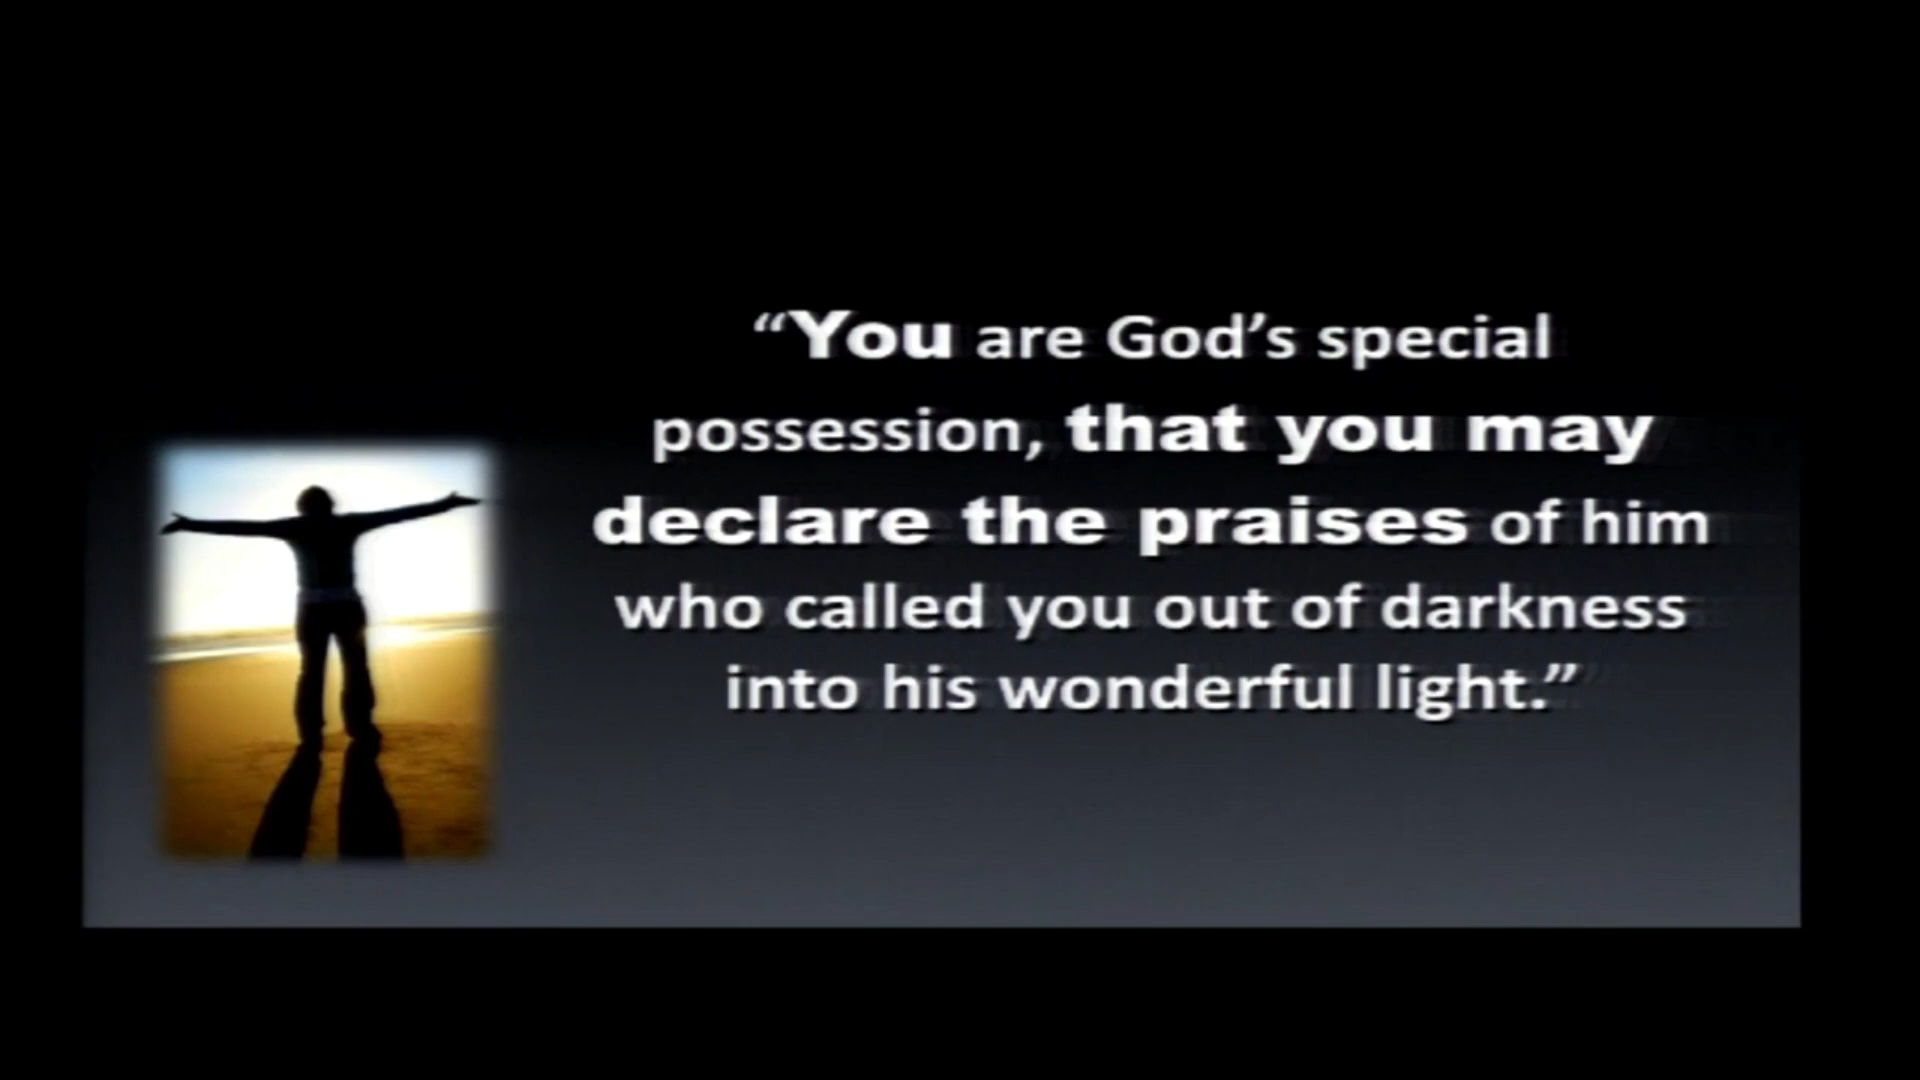 “You are God’s special
possession, that you may
declare the praises of him
who called you out of darkness
into his wonderful light.”